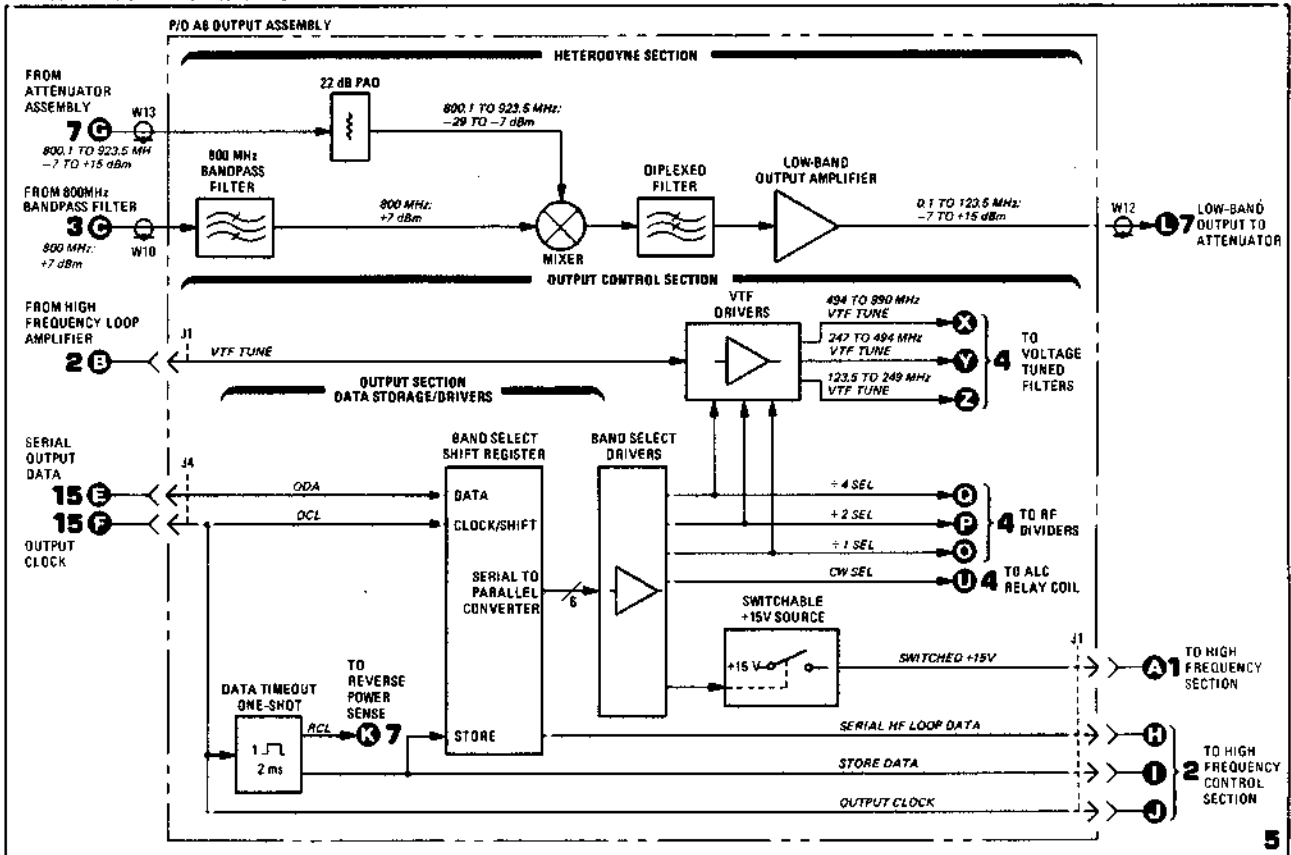 P/O A8 OUTPUT ASSEMBLY
HETERODYNE SECTION
FROM
ATTENUATOR
ASSEMBLY
W13
7 G
800.1 TO 923.5 MH
-7 TO +15 dBm
22 dB PAD
800.1 TO 923.5 MHz:
-29 TO -7 dBm
FROM 800MHz
BANDPASS FILTER
3 C
800 MHz:
+7 dBm
W10
800 MHz
BANDPASS
FILTER
800 MHz:
+7 dBm
MIXER
DIPLEXED
FILTER
LOW-BAND
OUTPUT AMPLIFIER
0.1 TO 123.5 MHz:
-7 TO +15 dBm
W12
L 7
LOW-BAND
OUTPUT TO
ATTENUATOR
OUTPUT CONTROL SECTION
FROM HIGH
FREQUENCY LOOP
AMPLIFIER
2 B
J1
VTF TUNE
VTF
DRIVERS
494 TO 990 MHz
VTF TUNE
X
247 TO 494 MHz
VTF TUNE
Y
123.5 TO 249 MHz
VTF TUNE
Z
4
TO
VOLTAGE
TUNED
FILTERS
OUTPUT SECTION
DATA STORAGE/DRIVERS
SERIAL
OUTPUT
DATA
15 E
15 F
OUTPUT
CLOCK
J4
ODA
OCL
BAND SELECT
SHIFT REGISTER
DATA
CLOCK/SHIFT
SERIAL TO
PARALLEL
CONVERTER
STORE
6
BAND SELECT
DRIVERS
÷4 SEL
÷2 SEL
P
÷1 SEL
4
TO RF
DIVIDERS
CW SEL
U 4
TO ALC
RELAY COIL
SWITCHABLE
+15V SOURCE
+15 V
SWITCHED +15V
J1
A 1
TO HIGH
FREQUENCY
SECTION
DATA TIMEOUT
ONE-SHOT
1
2 ms
RCL
TO
REVERSE
POWER
SENSE
K 7
SERIAL HF LOOP DATA
H
STORE DATA
I
OUTPUT CLOCK
J
2
TO HIGH
FREQUENCY
CONTROL
SECTION
5